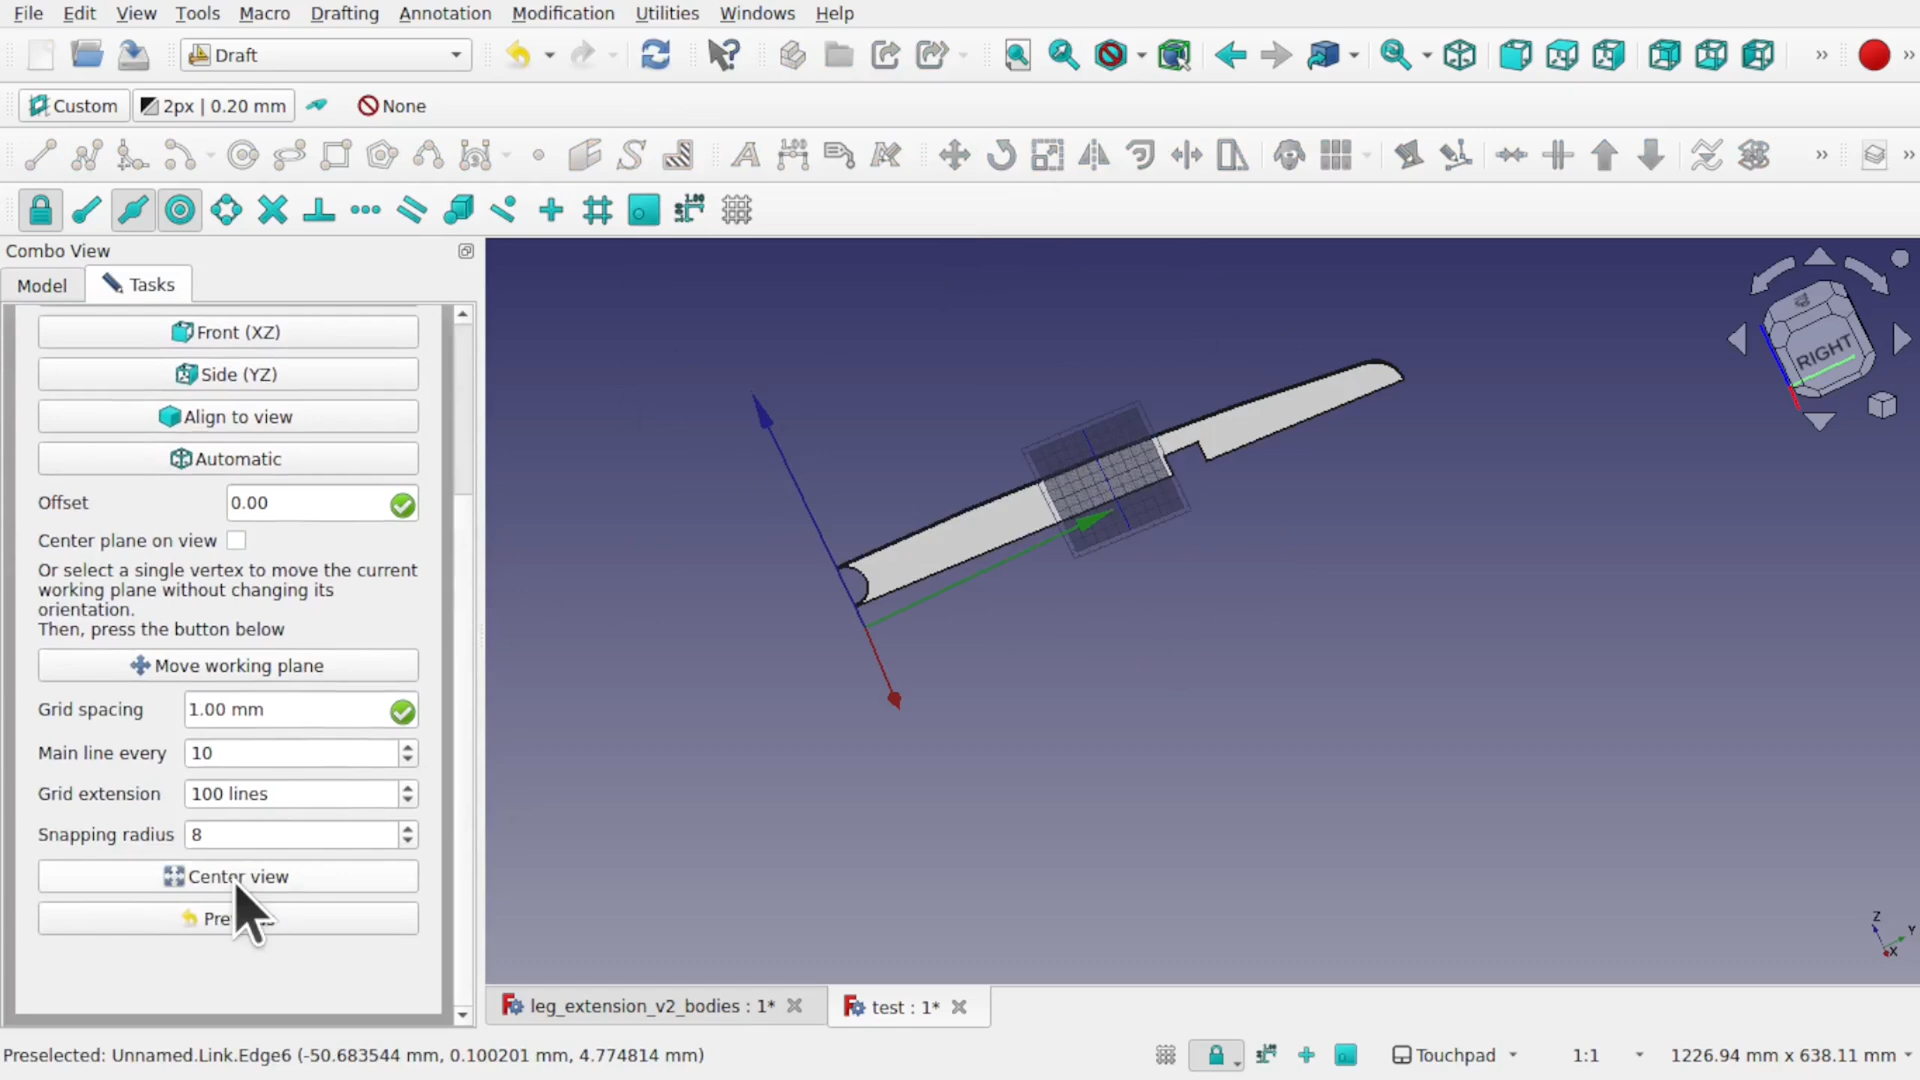 File Edit View Tools Macro Drafting Annotation Modification Utilities Windows Help
Draft
Custom 2px | 0.20 mm None
Combo View
Model Tasks
Front (XZ)
Side (YZ)
Align to view
Automatic
Offset 0.00
Center plane on view
Or select a single vertex to move the current
working plane without changing its
orientation.
Then, press the button below
Move working plane
Grid spacing 1.00 mm
Main line every 10
Grid extension 100 lines
Snapping radius 8
Center view
RIGHT
Z
Y
X
leg_extension_v2_bodies : 1* test : 1*
Preselected: Unnamed.Link.Edge6 (-50.683544 mm, 0.100201 mm, 4.774814 mm) Touchpad 1:1 1226.94 mm x 638.11 mm